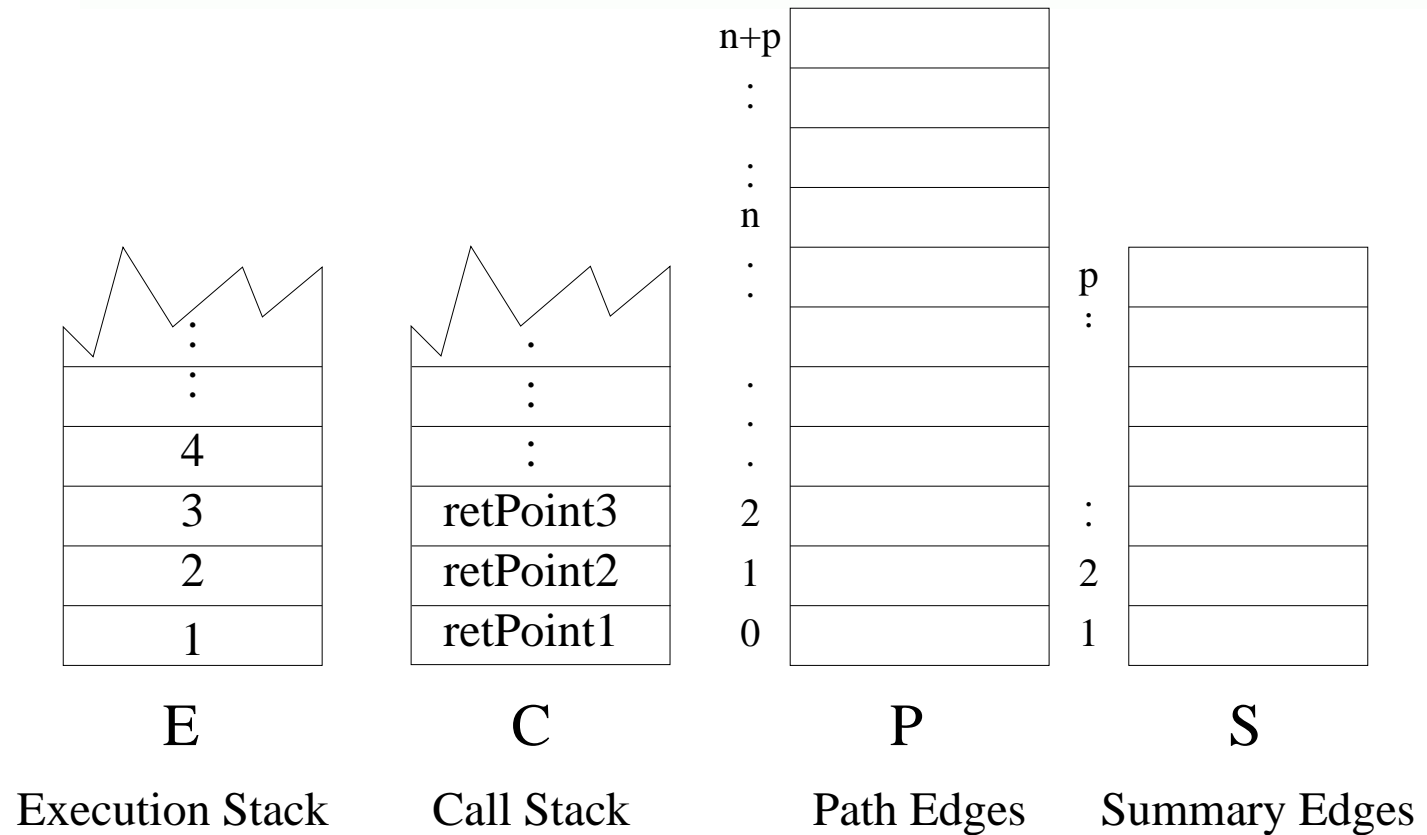 n+p
:
:
n
:
p
:
:
:
:
:
.
4
:
.
.
3
retPoint3
2
:
2
retPoint2
1
2
1
retPoint1
0
1
E
C
P
S
Execution Stack
Call Stack
Path Edges
Summary Edges